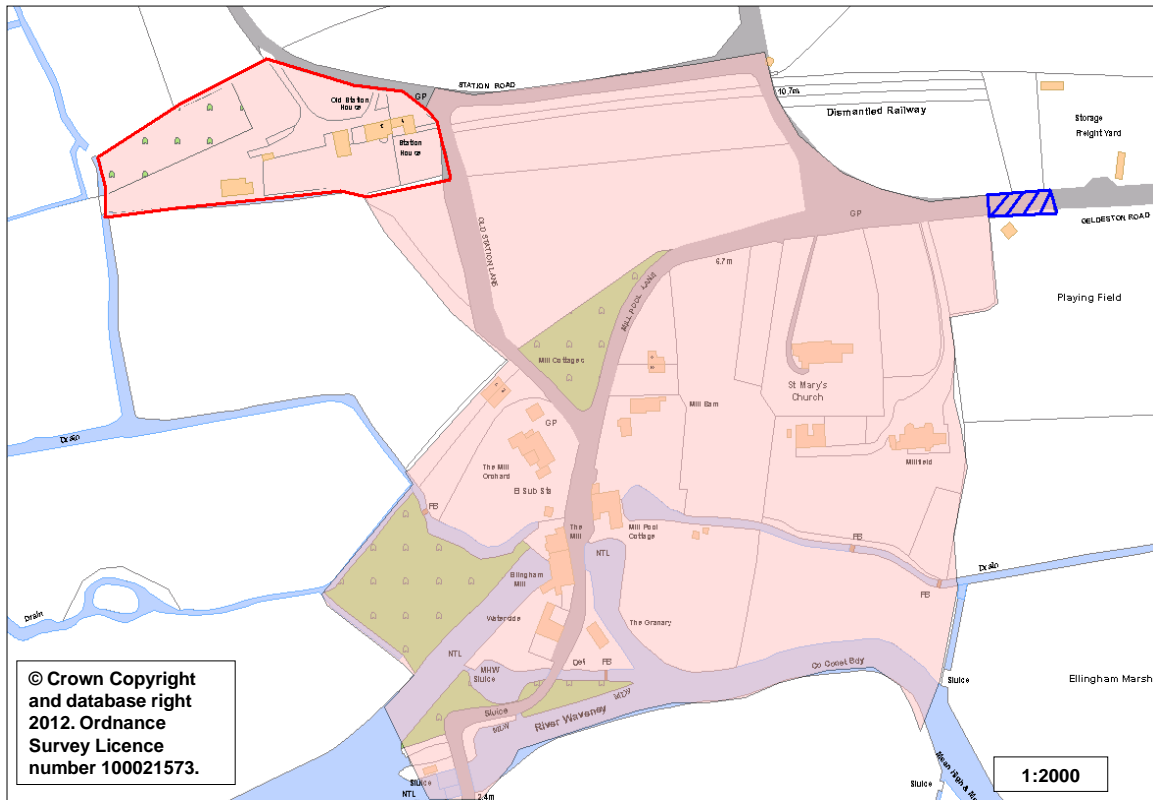 STATION ROAD
GP
Old Station
House
Station
House
10.7m
Dismantled Railway
Storage
Freight Yard
GELDESTON ROAD
GP
OLD STATION LANE
6.7m
MILL POOL LANE
Playing Field
Mill Cottages
St Mary's
Church
Mill Barn
GP
Millfield
The Mill
Orchard
El Sub Sta
FB
The
Mill
Mill Pool
Cottage
NTL
FB
Drain
Drain
FB
Ellingham
Mill
Drain
Waterside
The Granary
NTL
MHW
Sluice
Def
FB
Co Const Bdy
Sluice
Ellingham Marsh
Sluice
River Waveney
Sluice
NTL
2.4m
Sluice
© Crown Copyright
and database right
2012. Ordnance
Survey Licence
number 100021573.
1:2000